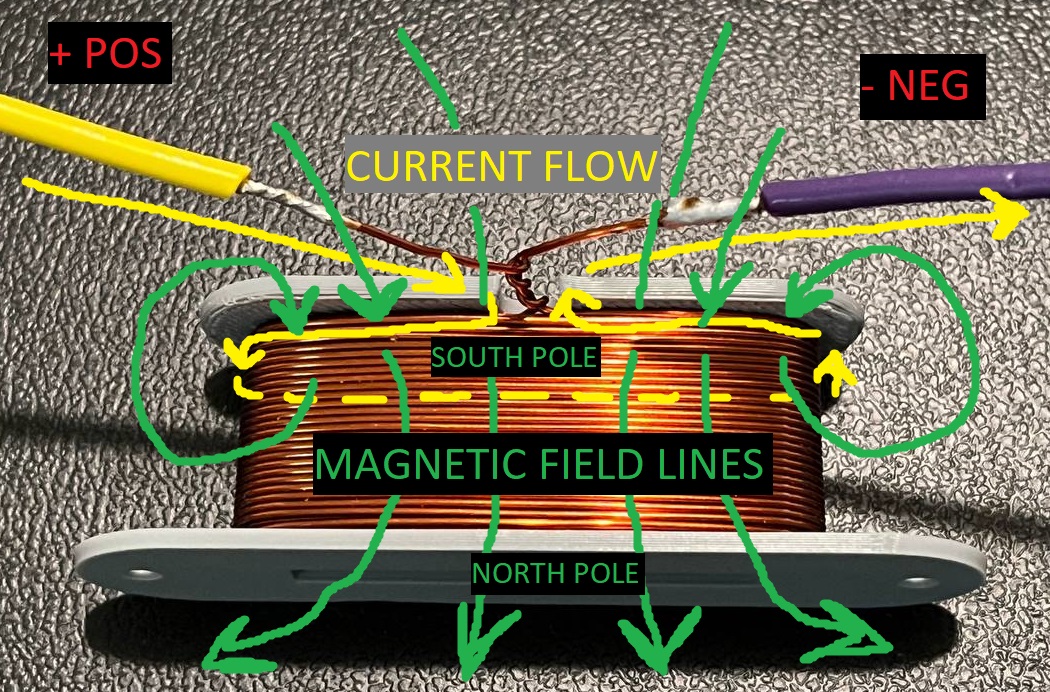 + POS
- NEG
CURRENT FLOW
SOUTH POLE
MAGNETIC FIELD LINES
NORTH POLE